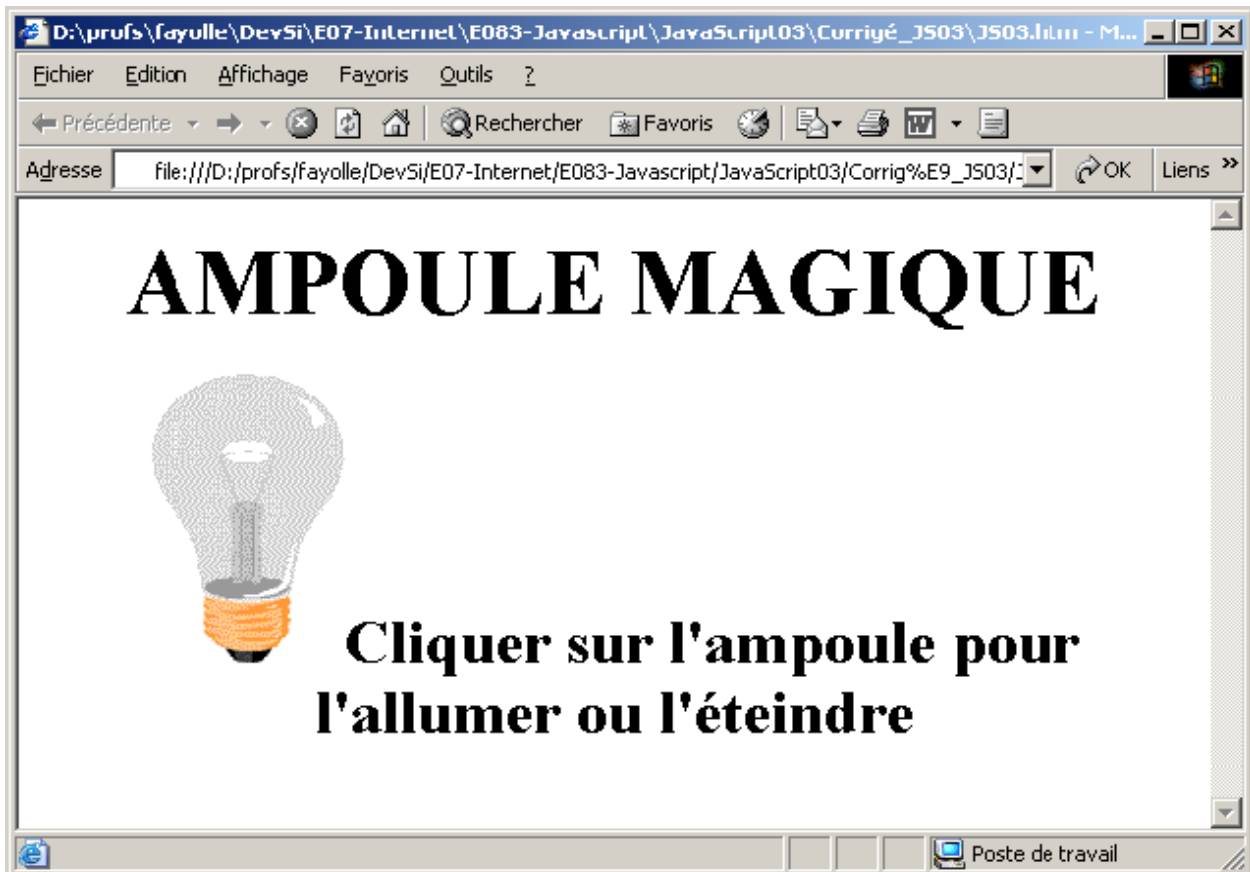 D:\profs\fayolle\DevSi\E07-Internet\E083-Javascript\JavaScript03\Corrigé_JS03\JS03.htm - M...
Fichier Edition Affichage Favoris Outils ?
Précédente Rechercher Favoris
Adresse file:///D:/profs/fayolle/DevSi/E07-Internet/E083-Javascript/JavaScript03/Corrig%E9_JS03/J OK Liens »
AMPOULE MAGIQUE
Cliquer sur l'ampoule pour
l'allumer ou l'éteindre
Poste de travail